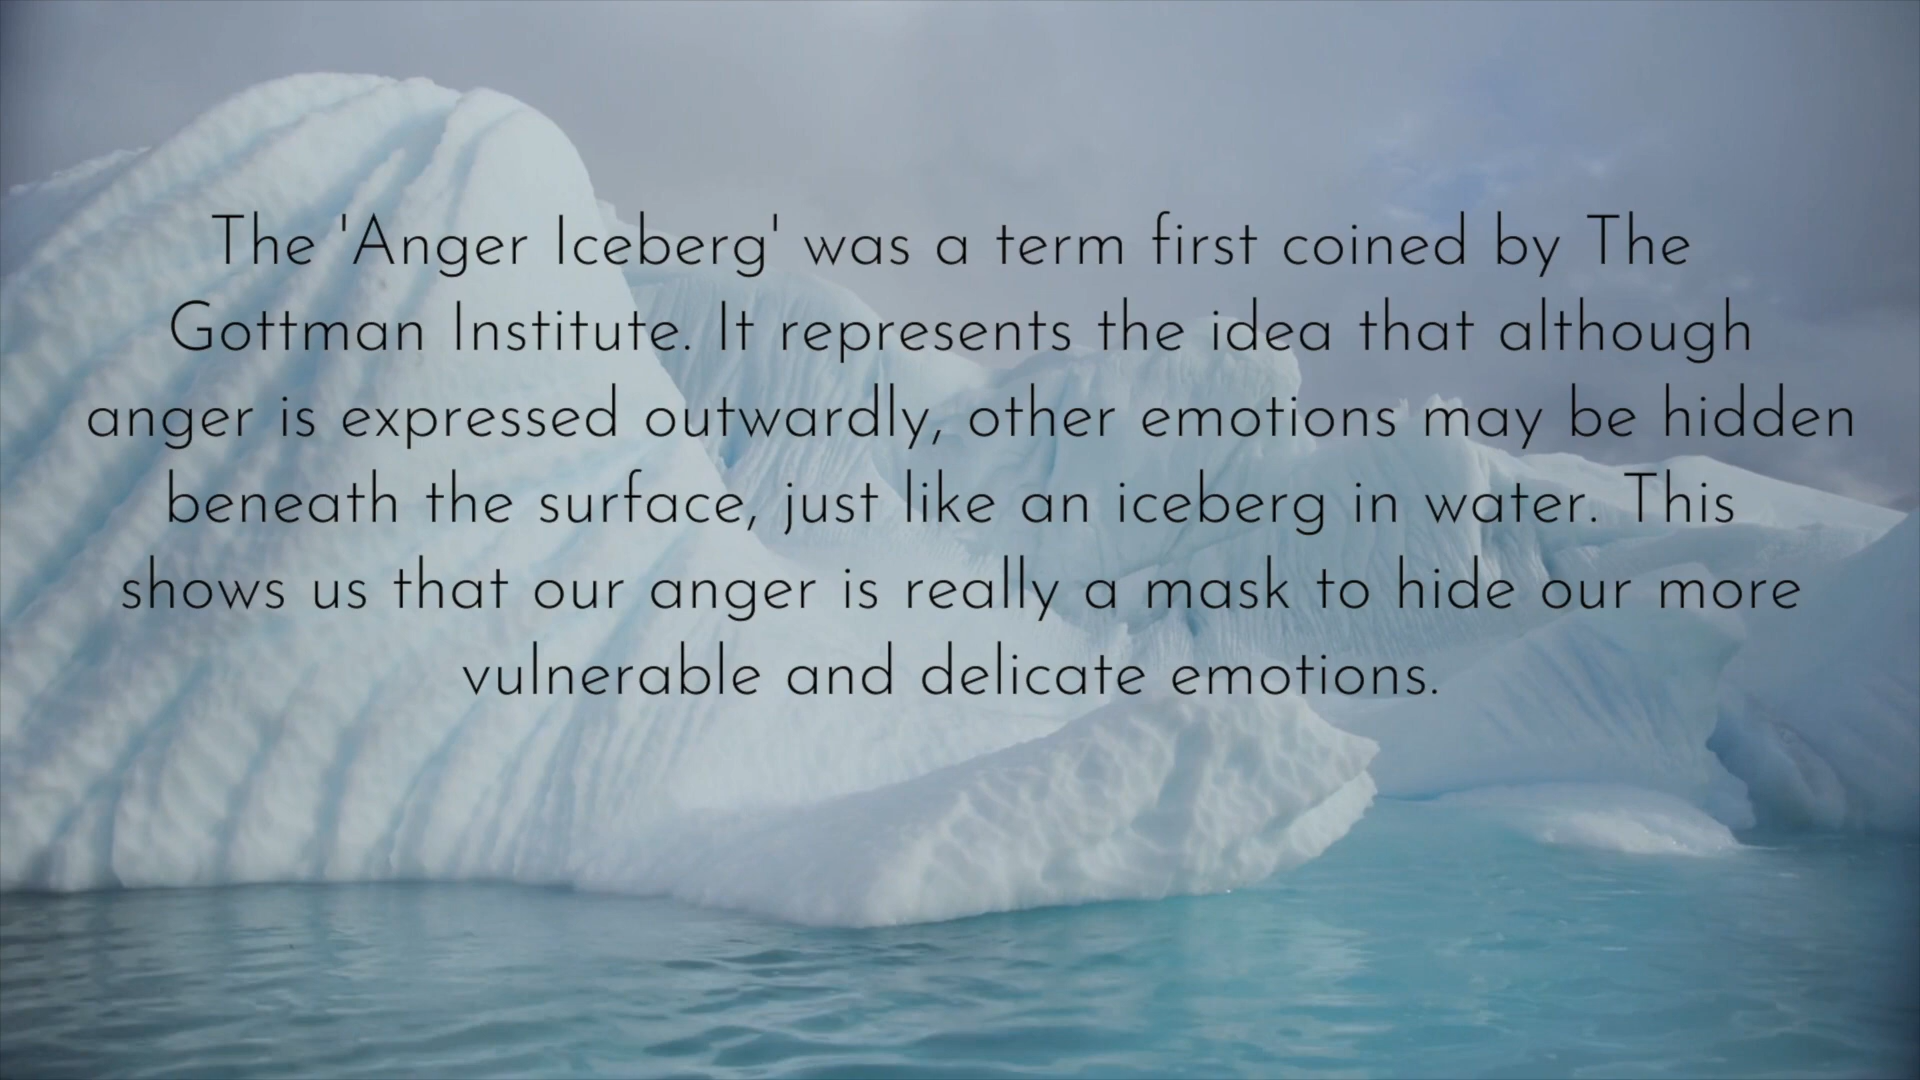 The 'Anger Iceberg' was a term first coined by The
Gottman Institute. It represents the idea that although
anger is expressed outwardly, other emotions may be hidden
beneath the surface, just like an iceberg in water. This
shows us that our anger is really a mask to hide our more
vulnerable and delicate emotions.